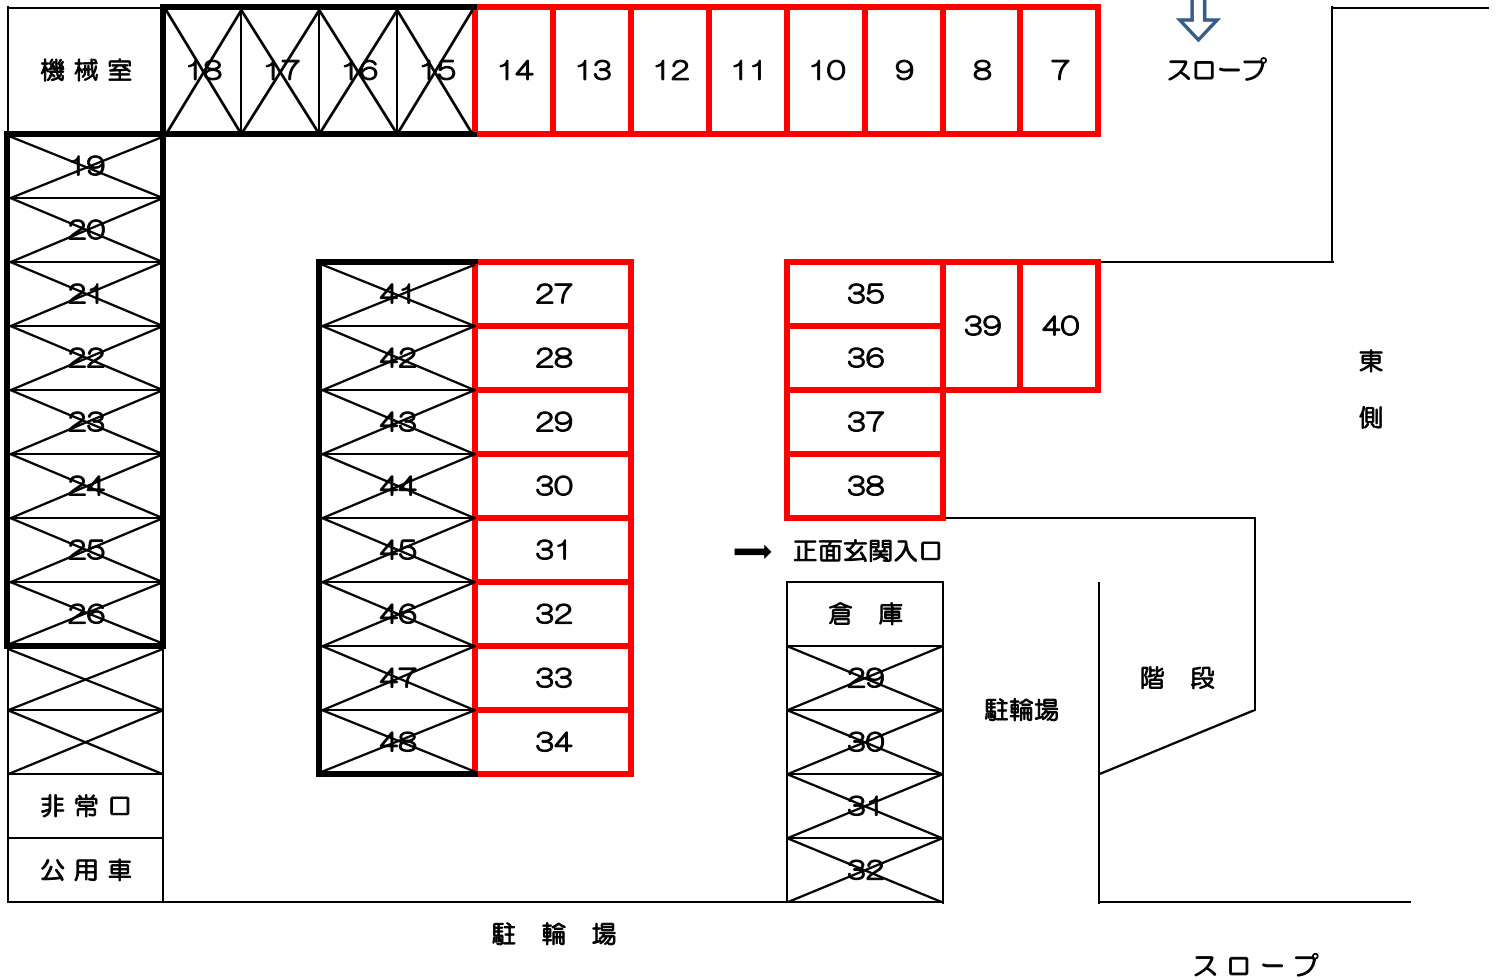 機械室 18 17 16 15 14 13 12 11 10 9 8 7 スロープ
19
20
21 41 27 35
39 40
22 42 28 36 東
23 43 29 37 側
24 44 30 38
25 45 31 ➡ 正面玄関入口
26 46 32 倉庫
47 33 29 階段
駐輪場
48 34 30
非常口 31
公用車 32
駐輪場
スロープ